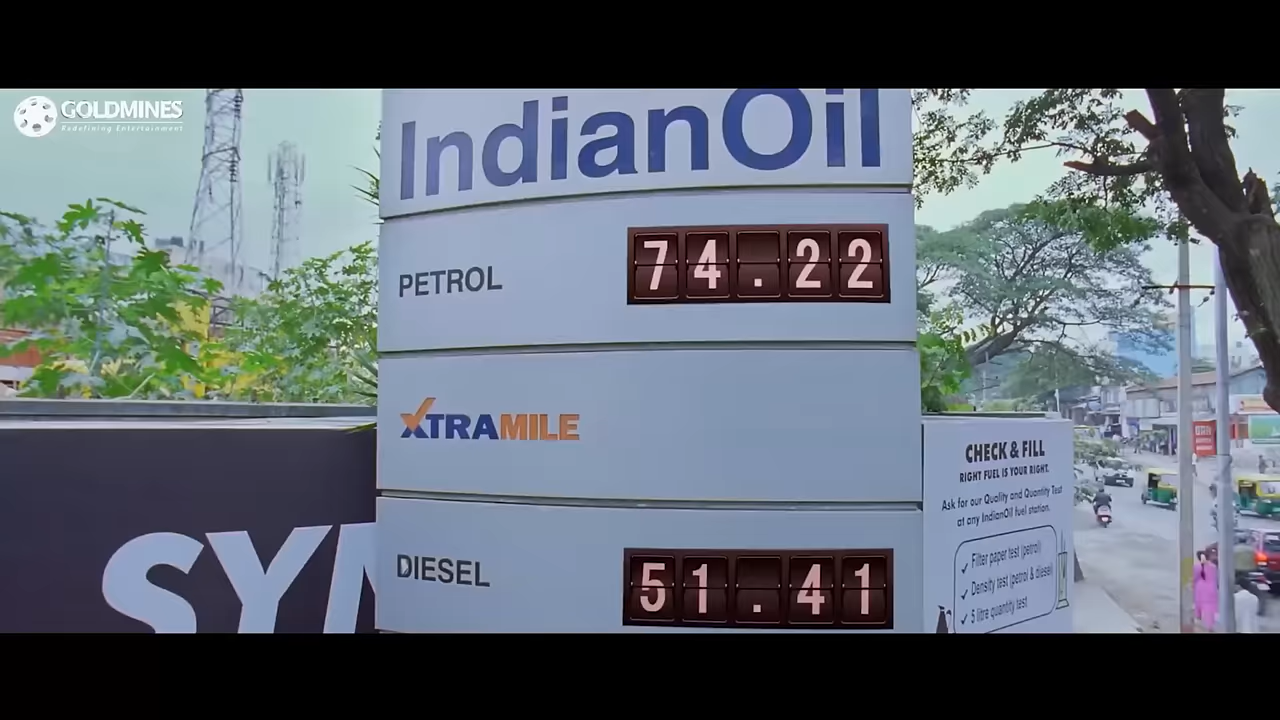 GOLDMINES
Redefining Entertainment
IndianOil
PETROL 74.22
XTRAMILE
DIESEL 51.41
SY
CHECK & FILL
RIGHT FUEL IS YOUR RIGHT.
Ask for our Quality and Quantity Test
at any IndianOil fuel station.
✓ Filter paper test (petrol)
✓ Density test (petrol & diesel)
✓ 5 litre quantity test